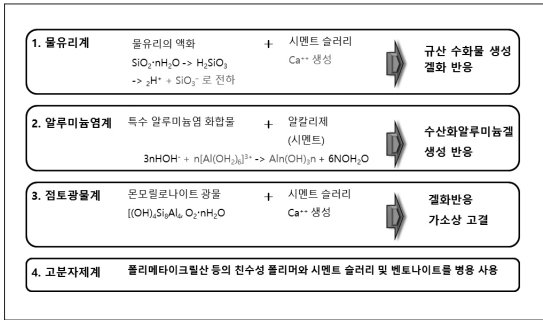 1. 물유리계 물유리의 액화 + 시멘트 슬러리
SiO₂·nH₂O -> H₂SiO₃ Ca⁺⁺ 생성
-> ₂H⁺ + SiO₃⁻ 로 전하
규산 수화물 생성
겔화 반응
2. 알루미늄염계 특수 알루미늄염 화합물 + 알칼리제
(시멘트)
3nHOH⁻ + n[Al(OH₂)₆]³⁺ -> Aln(OH)₃n + 6NOH₂O
수산화알루미늄겔
생성 반응
3. 점토광물계 몬모릴로나이트 광물 + 시멘트 슬러리
[(OH)₄Si₈Al₄, O₂·nH₂O Ca⁺⁺ 생성
겔화반응
가소상 고결
4. 고분자제계 폴리메타이크릴산 등의 친수성 폴리머와 시멘트 슬러리 및 벤토나이트를 병용 사용